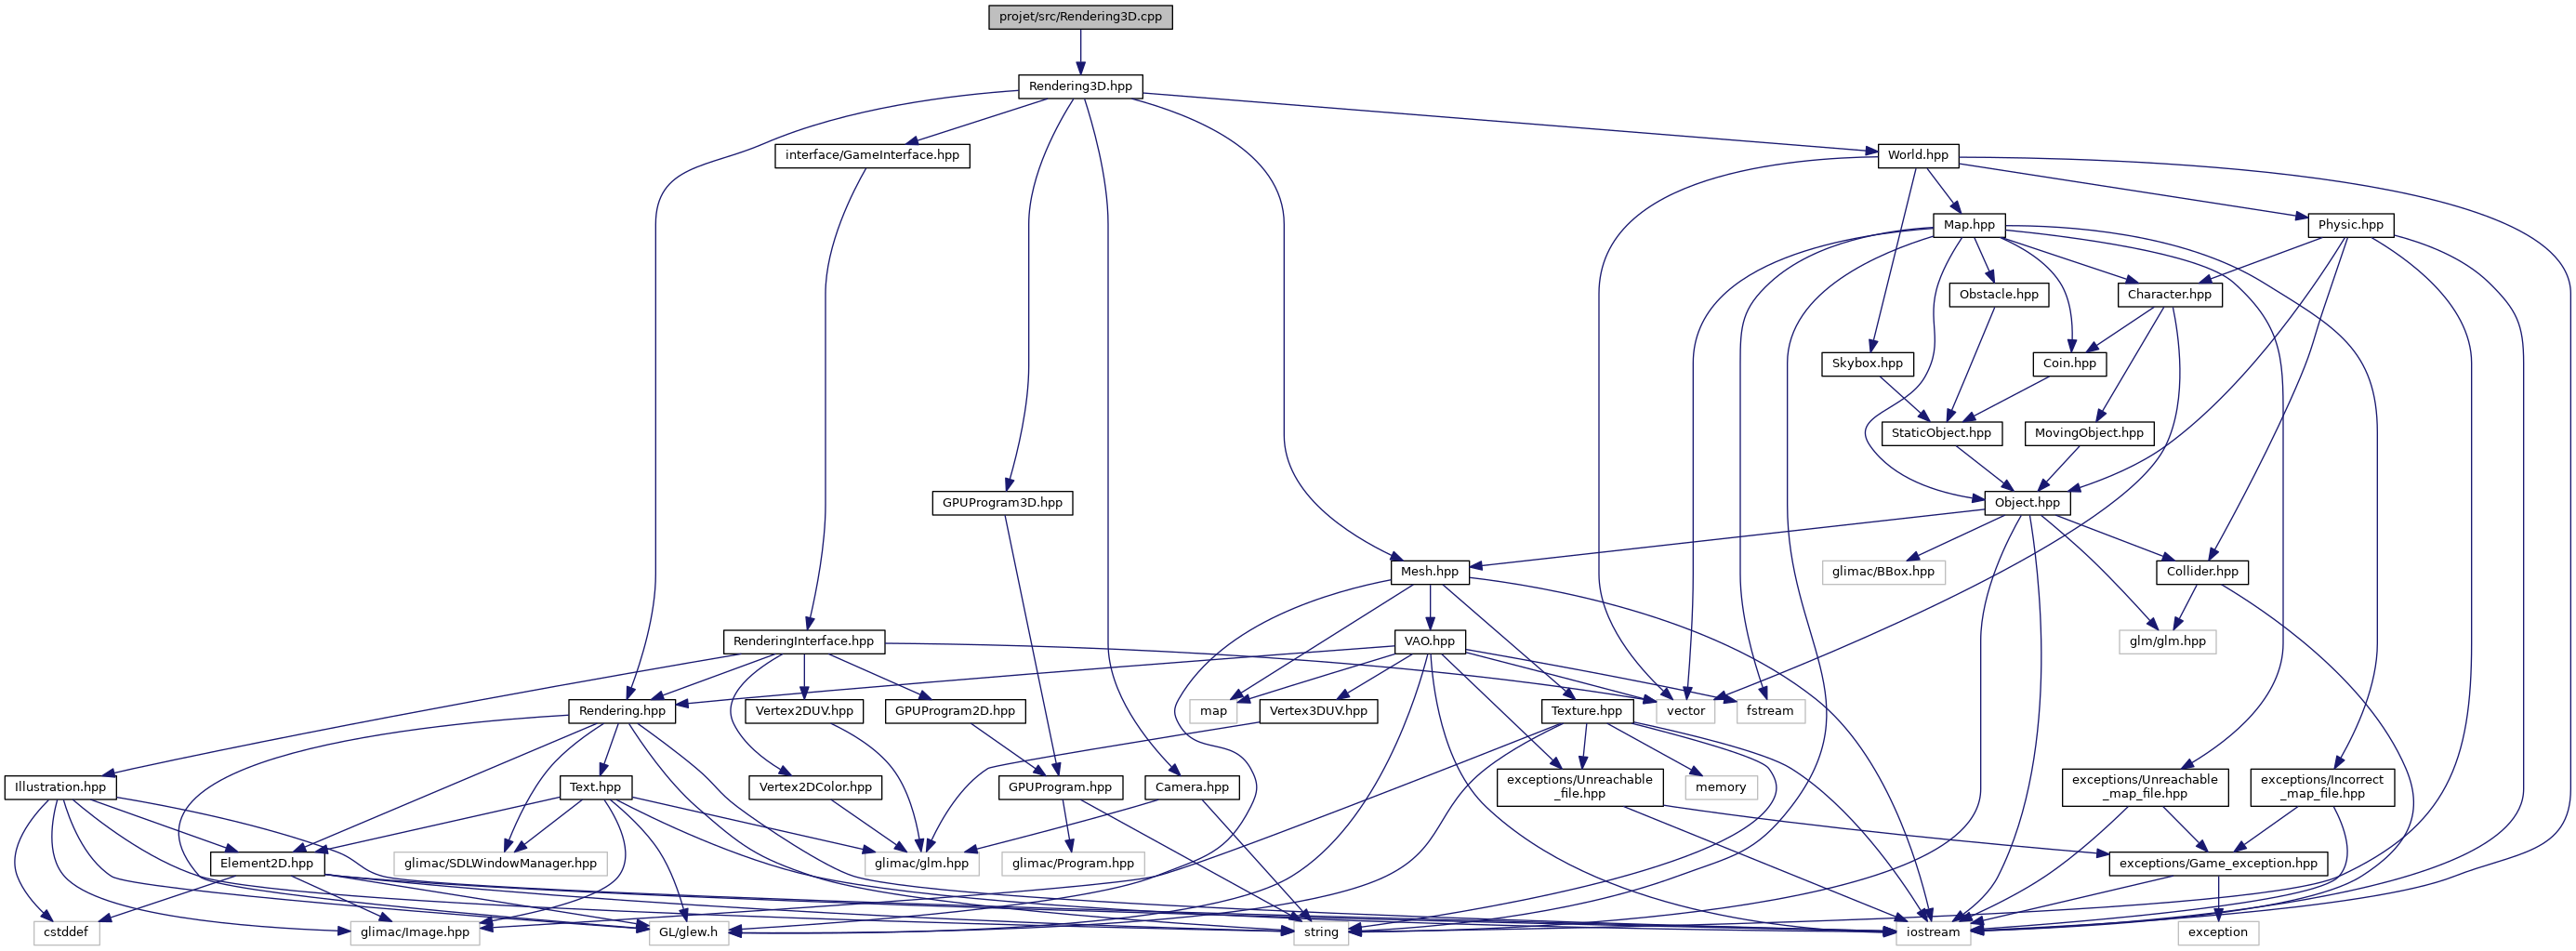 projet/src/Rendering3D.cpp
Rendering3D.hpp
interface/GameInterface.hpp
World.hpp
Map.hpp
Physic.hpp
Obstacle.hpp
Character.hpp
Skybox.hpp
Coin.hpp
StaticObject.hpp
MovingObject.hpp
GPUProgram3D.hpp
Object.hpp
Mesh.hpp
glimac/BBox.hpp
Collider.hpp
RenderingInterface.hpp
VAO.hpp
glm/glm.hpp
Rendering.hpp
Vertex2DUV.hpp
GPUProgram2D.hpp
map
Vertex3DUV.hpp
Texture.hpp
vector
fstream
Illustration.hpp
Text.hpp
Vertex2DColor.hpp
GPUProgram.hpp
Camera.hpp
exceptions/Unreachable
_file.hpp
memory
exceptions/Unreachable
_map_file.hpp
exceptions/Incorrect
_map_file.hpp
Element2D.hpp
glimac/SDLWindowManager.hpp
glimac/glm.hpp
glimac/Program.hpp
exceptions/Game_exception.hpp
cstddef
glimac/Image.hpp
GL/glew.h
string
iostream
exception